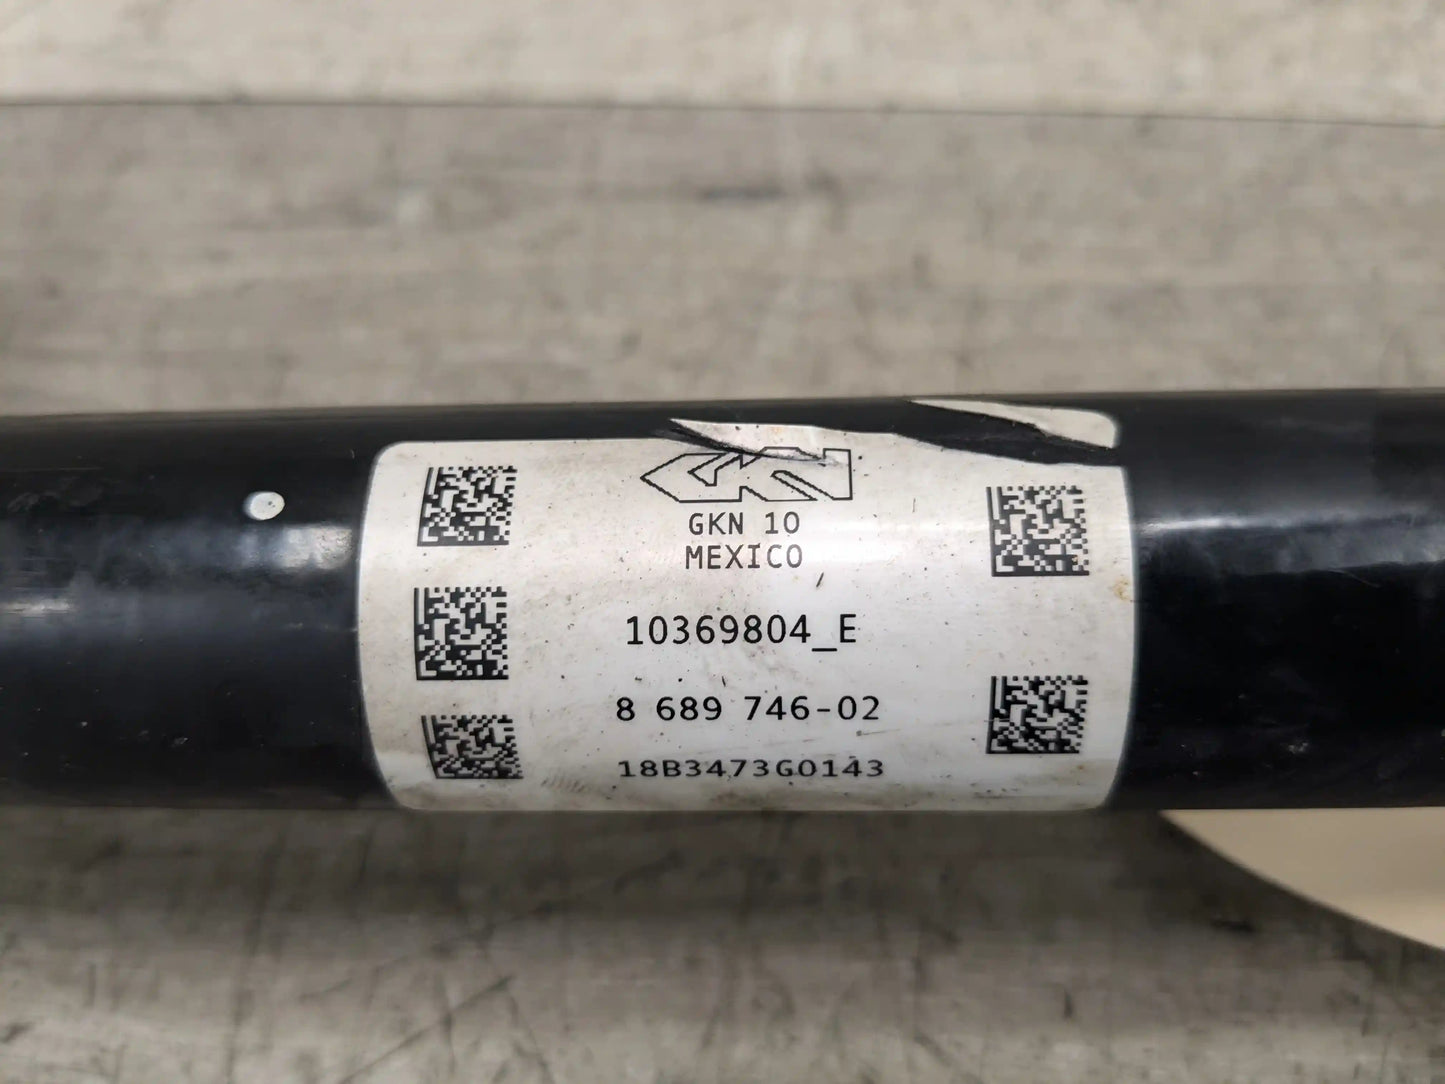 GKN
GKN 10
MEXICO
10369804_E
8 689 746-02
18B3473G0143